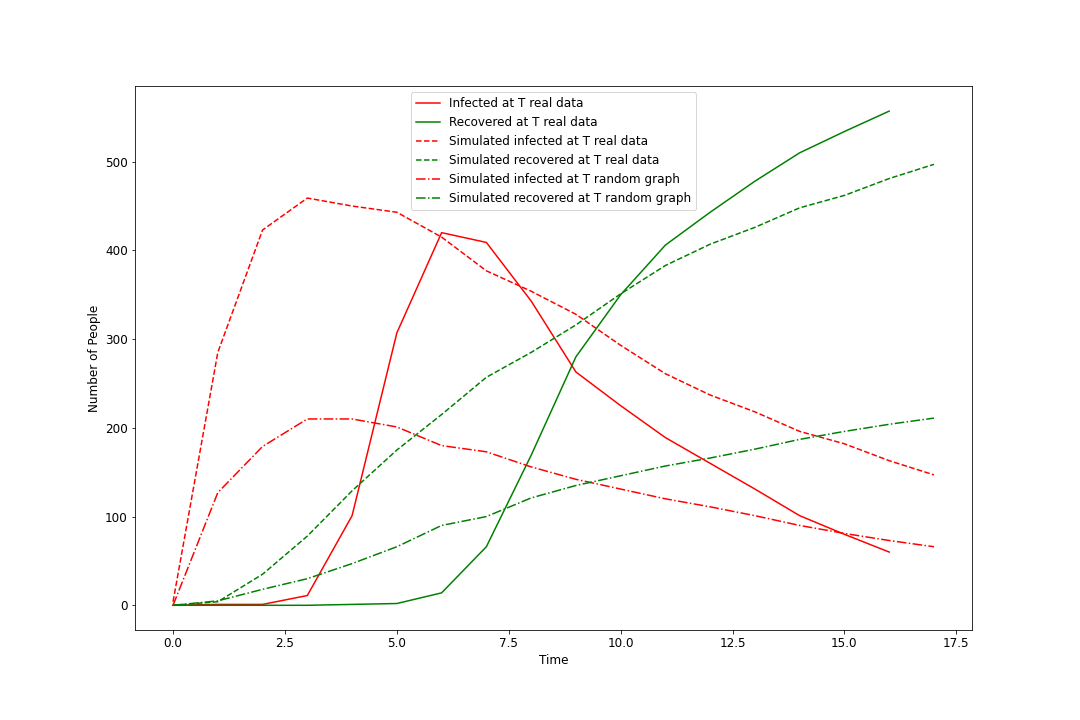 Infected at T real data
Recovered at T real data
Simulated infected at T real data
Simulated recovered at T real data
Simulated infected at T random graph
Simulated recovered at T random graph
500
400
300
200
100
0
Number of People
0.0 2.5 5.0 7.5 10.0 12.5 15.0 17.5
Time